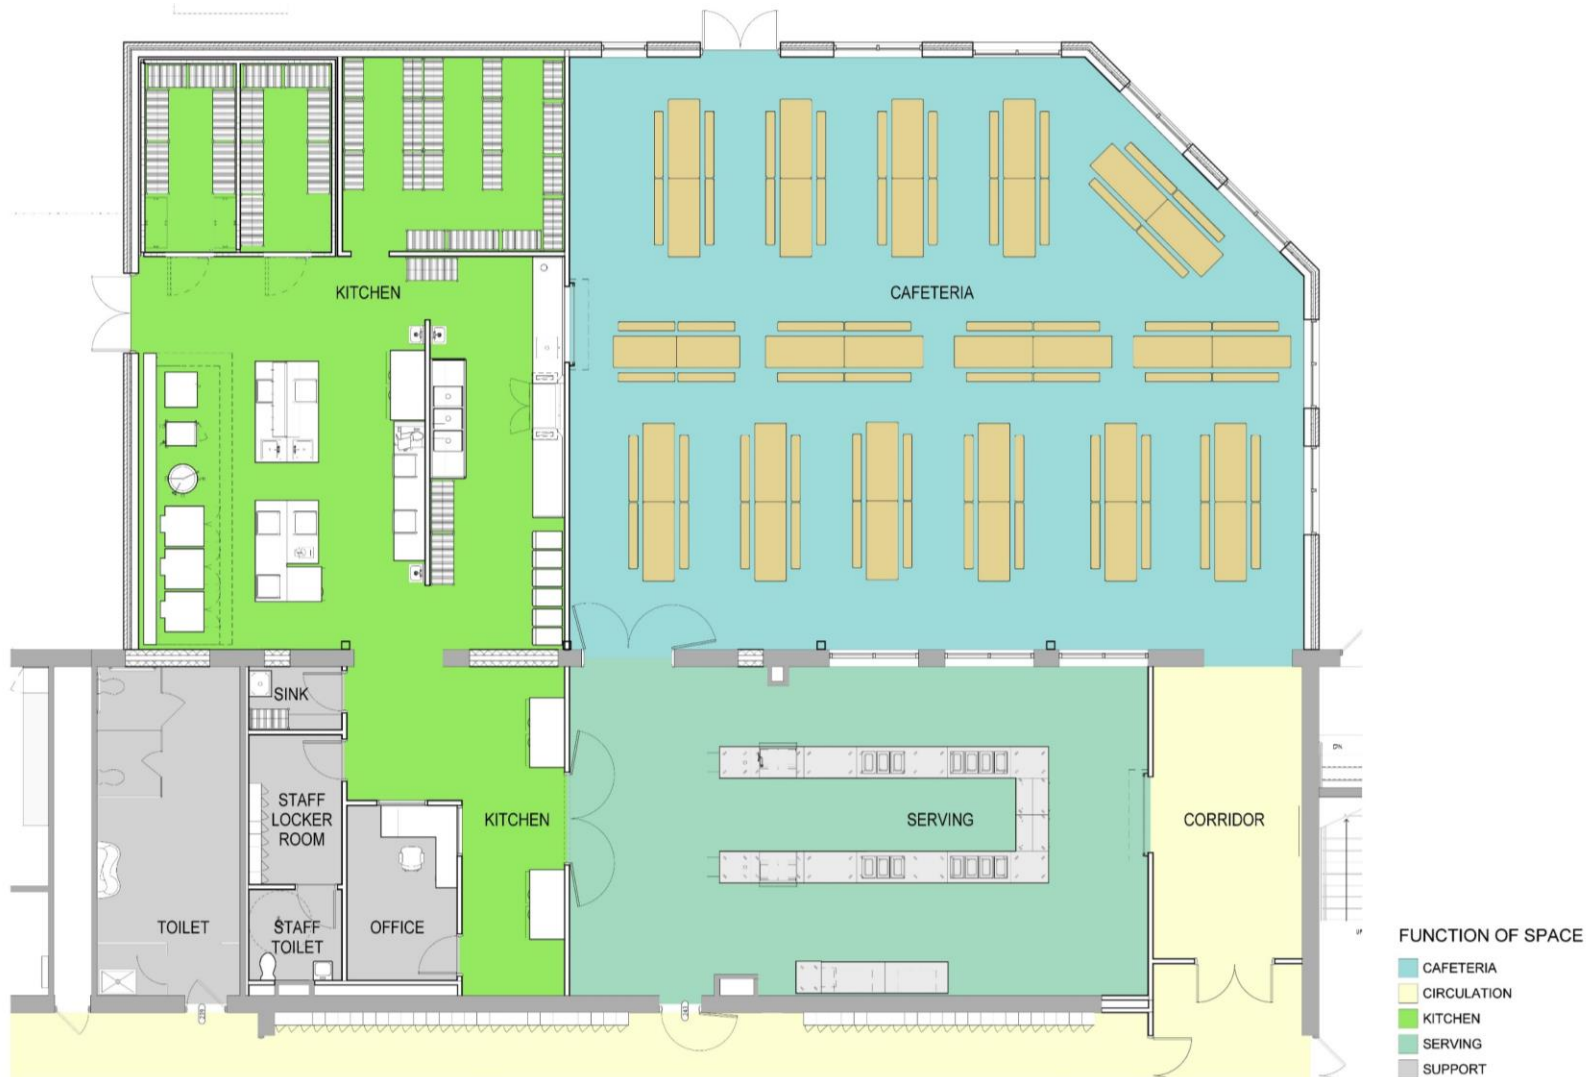 KITCHEN
CAFETERIA
SINK
STAFF
LOCKER
ROOM
KITCHEN
SERVING
CORRIDOR
TOILET
STAFF
TOILET
OFFICE
FUNCTION OF SPACE
CAFETERIA
CIRCULATION
KITCHEN
SERVING
SUPPORT